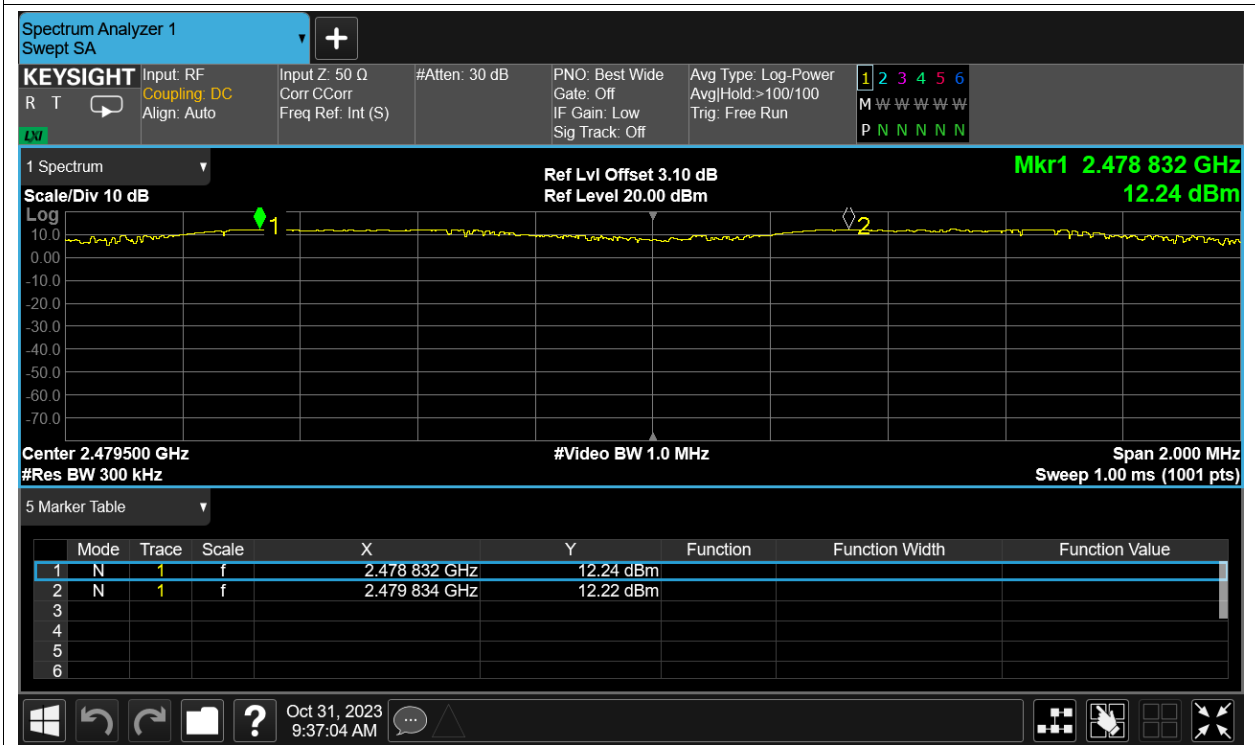 Spectrum Analyzer 1
Swept SA
KEYSIGHT
R T
LXI
Input: RF
Coupling: DC
Align: Auto
Input Z: 50 Ω
Corr CCorr
Freq Ref: Int (S)
#Atten: 30 dB
PNO: Best Wide
Gate: Off
IF Gain: Low
Sig Track: Off
Avg Type: Log-Power
Avg|Hold:>100/100
Trig: Free Run
1 2 3 4 5 6
M W W W W W
P N N N N N
1 Spectrum
Scale/Div 10 dB
Ref Lvl Offset 3.10 dB
Ref Level 20.00 dBm
Mkr1 2.478 832 GHz
12.24 dBm
Log
1
2
10.0
0.00
-10.0
-20.0
-30.0
-40.0
-50.0
-60.0
-70.0
Center 2.479500 GHz
#Video BW 1.0 MHz
Span 2.000 MHz
#Res BW 300 kHz
Sweep 1.00 ms (1001 pts)
5 Marker Table
Mode Trace Scale X Y Function Function Width Function Value
1 N 1 f 2.478 832 GHz 12.24 dBm
2 N 1 f 2.479 834 GHz 12.22 dBm
3
4
5
6
?
Oct 31, 2023
9:37:04 AM